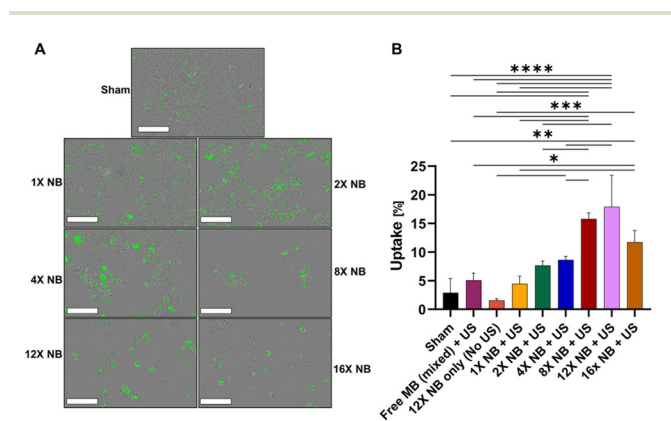 A
Sham
1X NB
2X NB
4X NB
8X NB
12X NB
16X NB
B
****
***
**
*
Uptake [%]
25
20
15
10
5
0
Sham
Free MB (mixed) + US
12X NB only (No US)
1X NB + US
2X NB + US
4X NB + US
8X NB + US
12X NB + US
16x NB + US